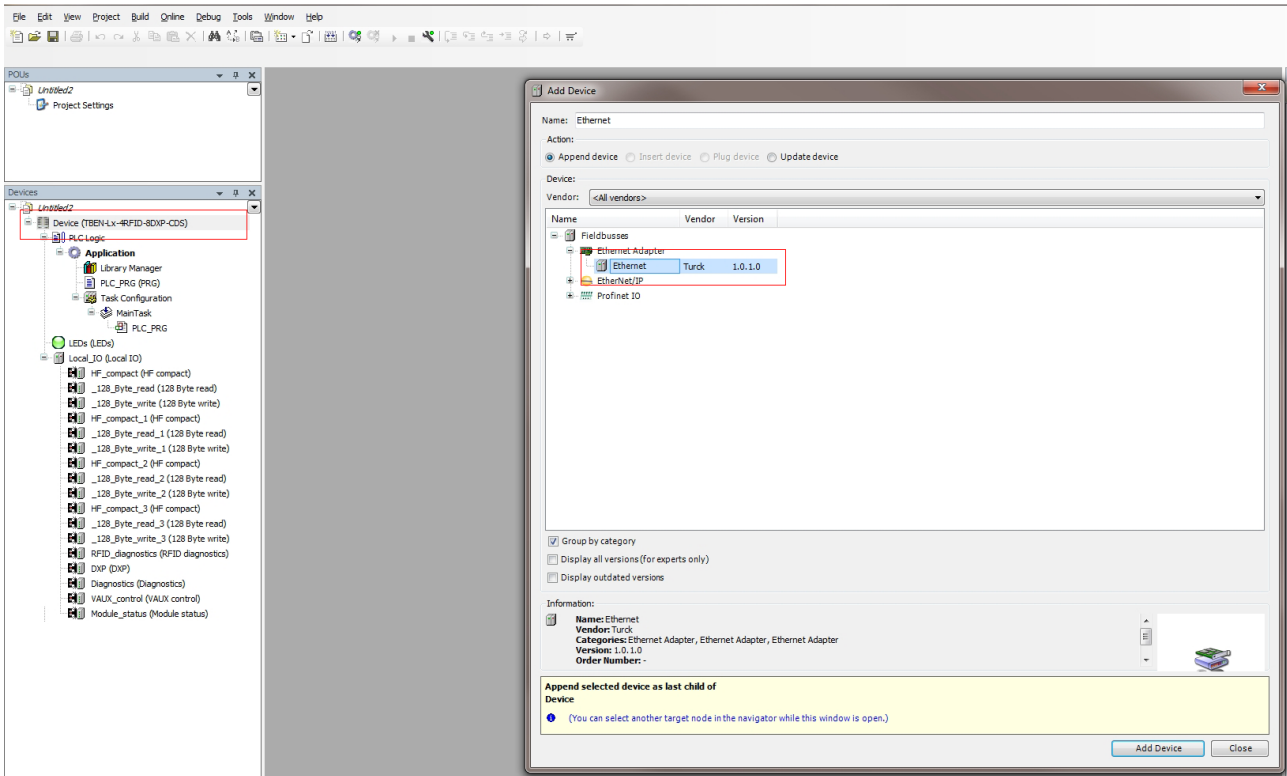 File Edit View Project Build Online Debug Tools Window Help
POUs
Untitled2
Project Settings
Devices
Untitled2
Device (TBEN-Lx-4RFID-8DXP-CDS)
PLC Logic
Application
Library Manager
PLC_PRG (PRG)
Task Configuration
MainTask
PLC_PRG
LEDs (LEDs)
Local_IO (Local IO)
HF_compact (HF compact)
_128_Byte_read (128 Byte read)
_128_Byte_write (128 Byte write)
HF_compact_1 (HF compact)
_128_Byte_read_1 (128 Byte read)
_128_Byte_write_1 (128 Byte write)
HF_compact_2 (HF compact)
_128_Byte_read_2 (128 Byte read)
_128_Byte_write_2 (128 Byte write)
HF_compact_3 (HF compact)
_128_Byte_read_3 (128 Byte read)
_128_Byte_write_3 (128 Byte write)
RFID_diagnostics (RFID diagnostics)
DXP (DXP)
Diagnostics (Diagnostics)
VAUX_control (VAUX control)
Module_status (Module status)
Add Device
Name: Ethernet
Action:
Append device Insert device Plug device Update device
Device:
Vendor: <All vendors>
Name Vendor Version
Fieldbusses
Ethernet Adapter
Ethernet Turck 1.0.1.0
EtherNet/IP
Profinet IO
Group by category
Display all versions (for experts only)
Display outdated versions
Information:
Name: Ethernet
Vendor: Turck
Categories: Ethernet Adapter, Ethernet Adapter, Ethernet Adapter
Version: 1.0.1.0
Order Number: -
Append selected device as last child of
Device
(You can select another target node in the navigator while this window is open.)
Add Device Close